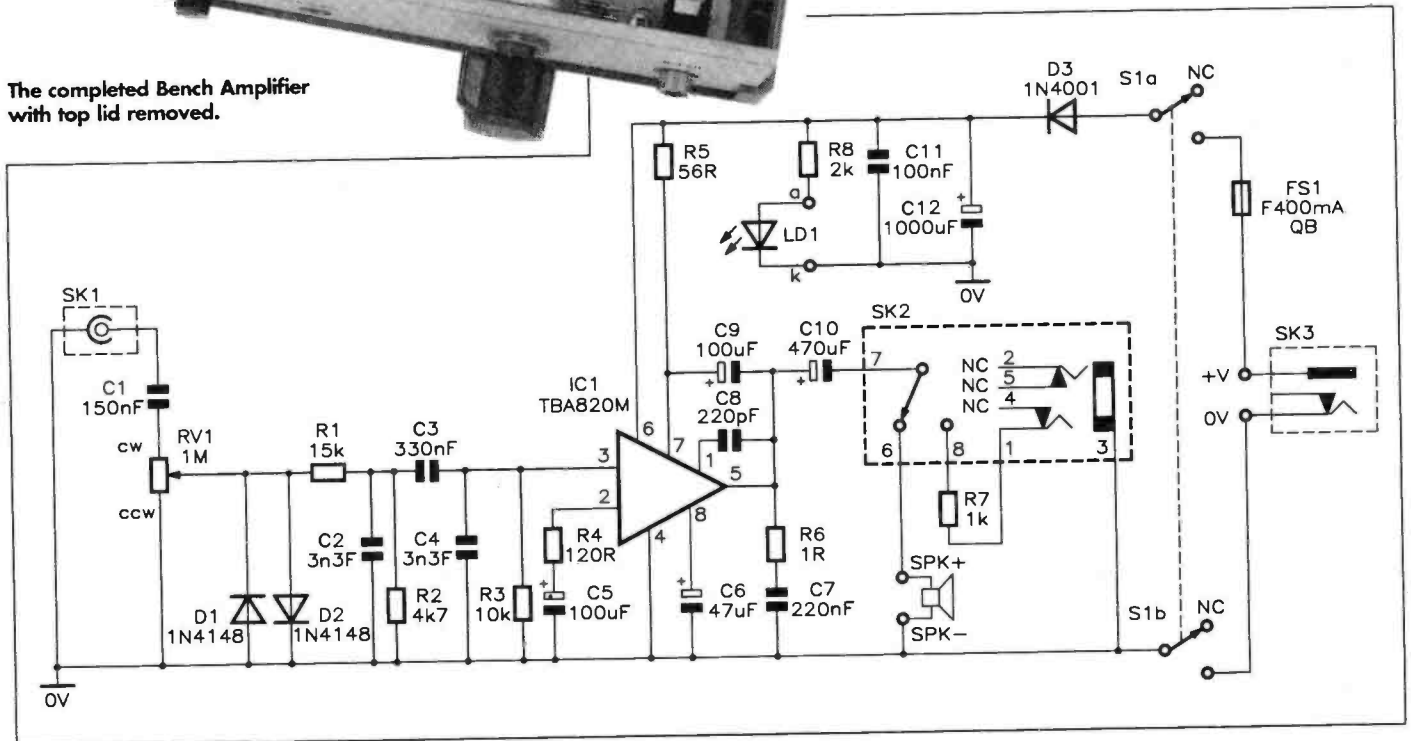 The completed Bench Amplifier
with top lid removed.
D3
1N4001
S1a
NC
R5
56R
R8
2k
C11
100nF
a
+
C12
1000uF
LD1
k
0V
FS1
F400mA
QB
SK1
C1
150nF
cw
RV1
1M
ccw
R1
15k
C3
330nF
IC1
TBA820M
C9
100uF
+
C10
470uF
+
C8
220pF
SK2
7
NC 2
NC 5
NC 4
6
8
1
3
SK3
+V
0V
6
7
1
3
2
5
8
4
C2
3n3F
C4
3n3F
R4
120R
R6
1R
R7
1k
D1
1N4148
D2
1N4148
R2
4k7
R3
10k
+
C5
100uF
+
C6
47uF
C7
220nF
SPK+
SPK-
S1b
NC
0V